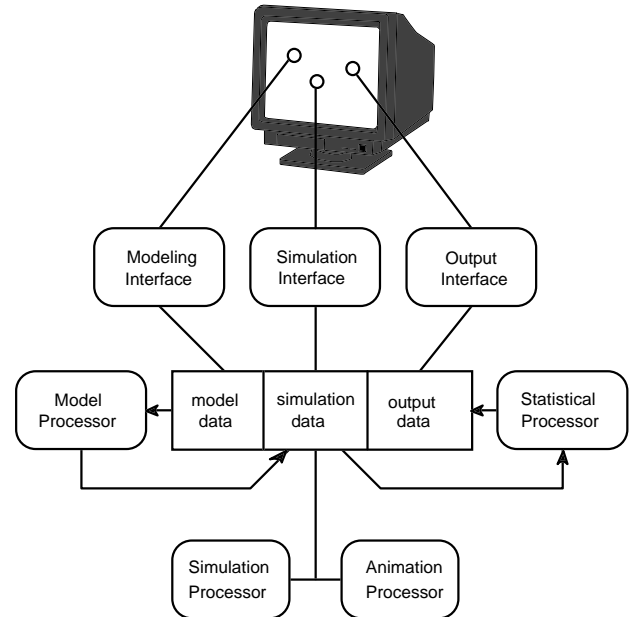 Modeling
Interface
Simulation
Interface
Output
Interface
Model
Processor
model
data
simulation
data
output
data
Statistical
Processor
Simulation
Processor
Animation
Processor